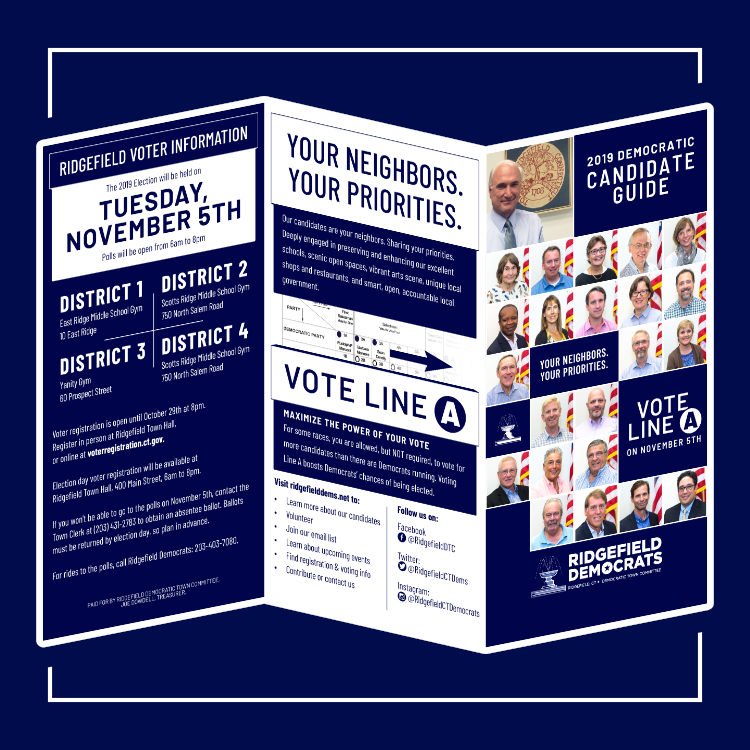 RIDGEFIELD VOTER INFORMATION
The 2019 Election will be held on
TUESDAY,
NOVEMBER 5TH
Polls will be open from 6am to 8pm
DISTRICT 1
East Ridge Middle School Gym
10 East Ridge
DISTRICT 2
Scotts Ridge Middle School Gym
750 North Salem Road
DISTRICT 3
Yanity Gym
60 Prospect Street
DISTRICT 4
Scotts Ridge Middle School Gym
750 North Salem Road
Voter registration is open until October 29th at 8pm.
Register in person at Ridgefield Town Hall.
or online at voterregistration.ct.gov.
Election day voter registration will be available at
Ridgefield Town Hall, 400 Main Street, 6am to 8pm.
If you won't be able to go to the polls on November 5th, contact the
Town Clerk at (203) 431-2783 to obtain an absentee ballot. Ballots
must be returned by election day, so plan in advance.
For rides to the polls, call Ridgefield Democrats: 203-403-7080.
PAID FOR BY RIDGEFIELD DEMOCRATIC TOWN COMMITTEE.
JOE DOWDELL, TREASURER.
YOUR NEIGHBORS.
YOUR PRIORITIES.
Our candidates are your neighbors. Sharing your priorities.
Deeply engaged in preserving and enhancing our excellent
schools, scenic open spaces, vibrant arts scene, unique local
shops and restaurants, and smart, open, accountable local
government.
PARTY
DEMOCRATIC PARTY
VOTE LINE A
MAXIMIZE THE POWER OF YOUR VOTE
For some races, you are allowed, but NOT required, to vote for
more candidates than there are Democrats running. Voting
Line A boosts Democrats' chances of being elected.
Visit ridgefielddems.net to:
• Learn more about our candidates
• Volunteer
• Join our email list
• Learn about upcoming events
• Find registration & voting info
• Contribute or contact us
Follow us on:
Facebook
@RidgefieldDTC
Twitter:
@RidgefieldCTDems
Instagram:
@RidgefieldCTDemocrats
2019 DEMOCRATIC
CANDIDATE
GUIDE
YOUR NEIGHBORS.
YOUR PRIORITIES.
VOTE
LINE A
ON NOVEMBER 5TH
RIDGEFIELD
DEMOCRATS
RIDGEFIELD, CT • DEMOCRATIC TOWN COMMITTEE